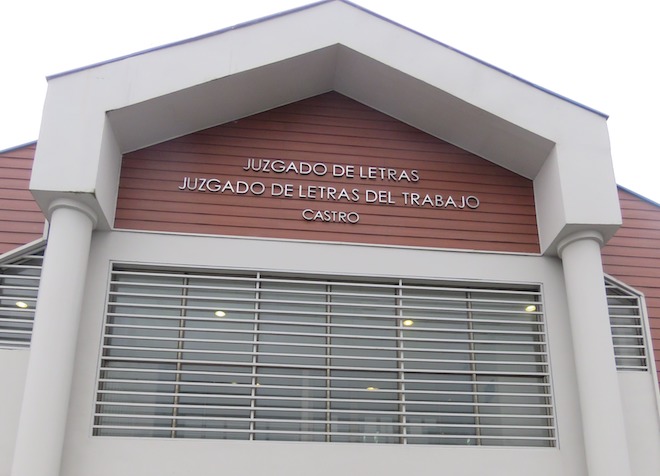 JUZGADO DE LETRAS
JUZGADO DE LETRAS DEL TRABAJO
CASTRO